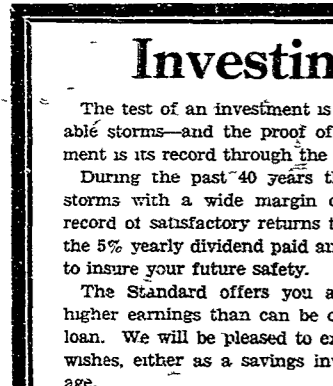 Investin
The test of an investment is
able storms—and the proof of
ment is its record through the
During the past 40 years t
storms with a wide margin
record of satisfactory returns t
the 5% yearly dividend paid a
to insure your future safety.
The Standard offers you a
higher earnings than can be
loan. We will be pleased to e
wishes, either as a savings in
age.